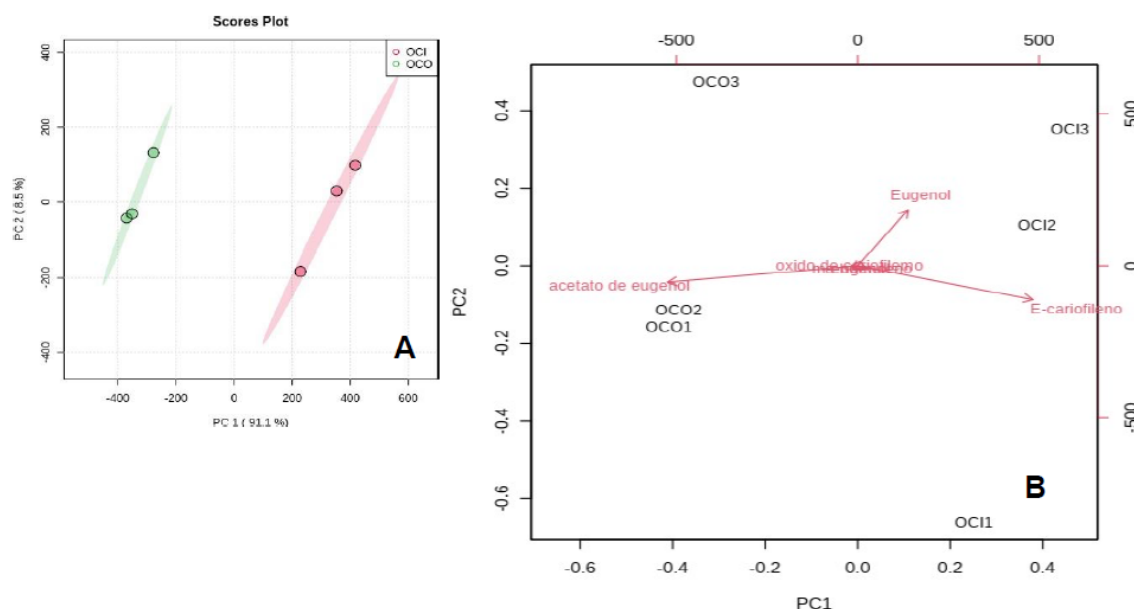 Scores Plot
OCI
OCO
400
200
0
-200
-400
PC 2 ( 8.5 %)
-400
-200
0
200
400
600
PC 1 ( 91.1 %)
A
-500
0
500
0.4
0.2
0.0
-0.2
-0.4
-0.6
PC2
OCO3
OCI3
Eugenol
OCI2
oxido de cariofileno
acetato de eugenol
E-cariofileno
OCO2
OCO1
OCI1
B
500
0
-500
-0.6
-0.4
-0.2
0.0
0.2
0.4
PC1